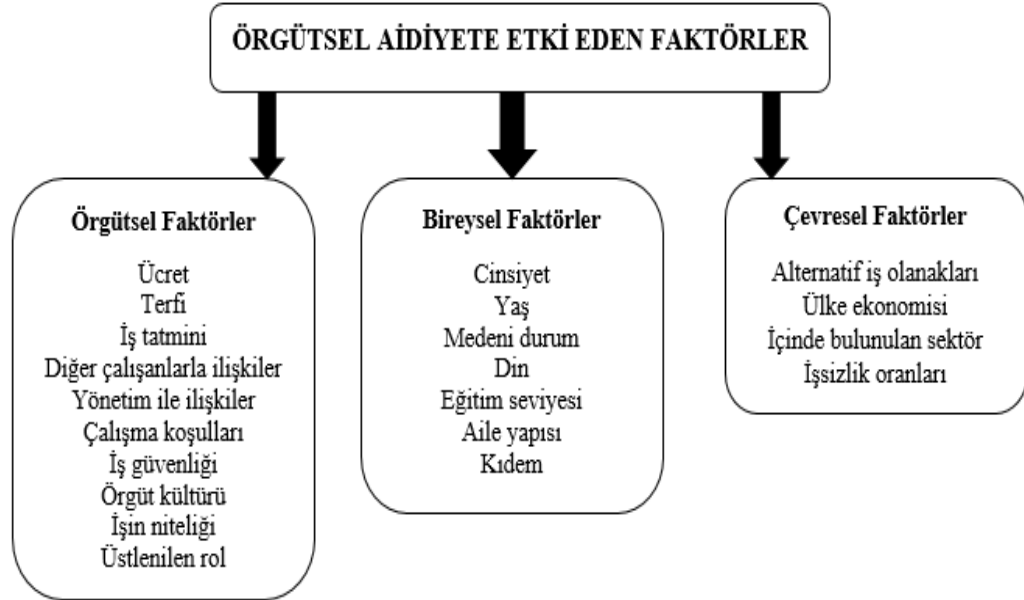 ÖRGÜTSEL AİDİYETE ETKİ EDEN FAKTÖRLER
Örgütsel Faktörler
Ücret
Terfi
İş tatmini
Diğer çalışanlarla ilişkiler
Yönetim ile ilişkiler
Çalışma koşulları
İş güvenliği
Örgüt kültürü
İşin niteliği
Üstlenilen rol
Bireysel Faktörler
Cinsiyet
Yaş
Medeni durum
Din
Eğitim seviyesi
Aile yapısı
Kıdem
Çevresel Faktörler
Alternatif iş olanakları
Ülke ekonomisi
İçinde bulunulan sektör
İşsizlik oranları